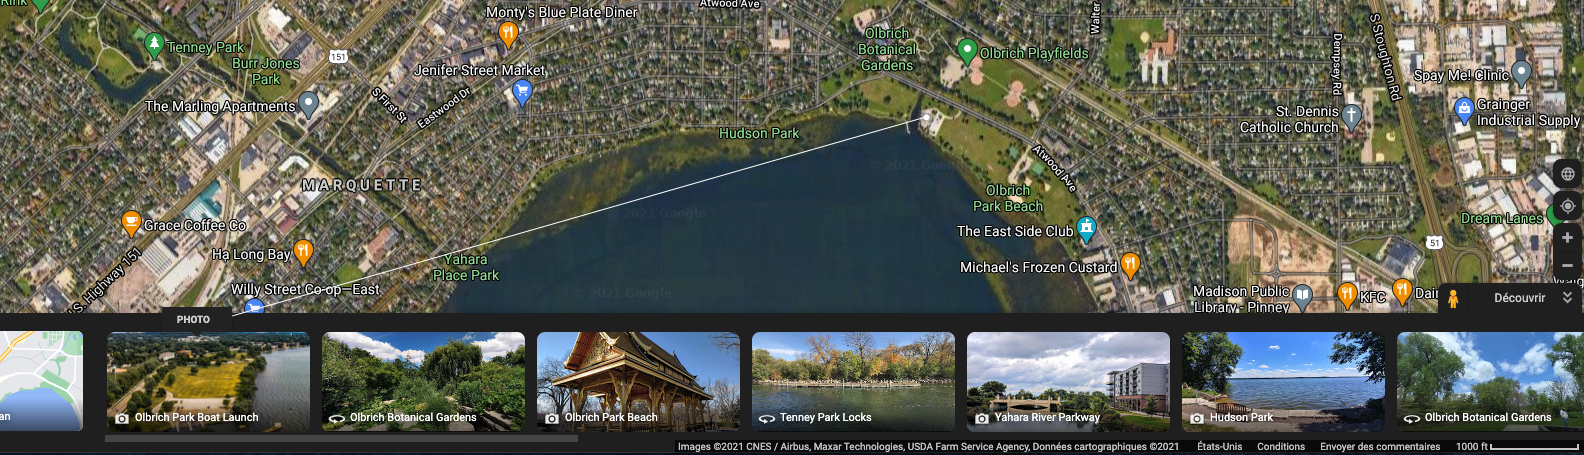 Rink
Monty's Blue Plate Diner
Atwood Ave
Walter
S Stoughton Rd
Tenney Park
151
Burr Jones
Park
Olbrich
Botanical
Gardens
Olbrich Playfields
Dempsey Rd
Jenifer Street Market
Spay Me! Clinic
The Marling Apartments
S First St
Eastwood Dr
St. Dennis
Catholic Church
Grainger
Industrial Supply
Hudson Park
Atwood Ave
© 2021 Google
MARQUETTE
Olbrich
Park Beach
© 2021 Google
Grace Coffee Co
The East Side Club
Dream Lanes
Ha Long Bay
51
Yahara
Place Park
Michael's Frozen Custard
U.S. Highway 151
Willy Street Co-op—East
© 2021 Google
Madison Public
Library - Pinney
KFC
Dair
Découvrir
PHOTO
an
Olbrich Park Boat Launch
Olbrich Botanical Gardens
Olbrich Park Beach
Tenney Park Locks
Yahara River Parkway
Hudson Park
Olbrich Botanical Gardens
Images ©2021 CNES / Airbus, Maxar Technologies, USDA Farm Service Agency, Données cartographiques ©2021
États-Unis
Conditions
Envoyer des commentaires
1000 ft